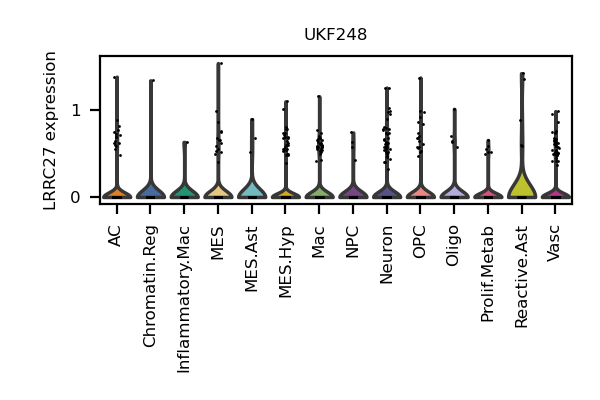 UKF248
LRRC27 expression
1
0
AC
Chromatin.Reg
Inflammatory.Mac
MES
MES.Ast
MES.Hyp
Mac
NPC
Neuron
OPC
Oligo
Prolif.Metab
Reactive.Ast
Vasc